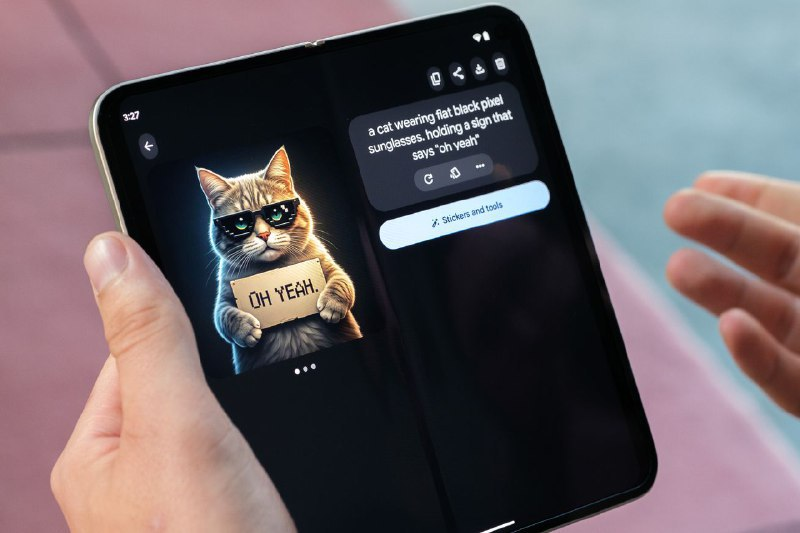 3:27
a cat wearing flat black pixel
sunglasses. holding a sign that
says "oh yeah"
Stickers and tools
OH YEAH.